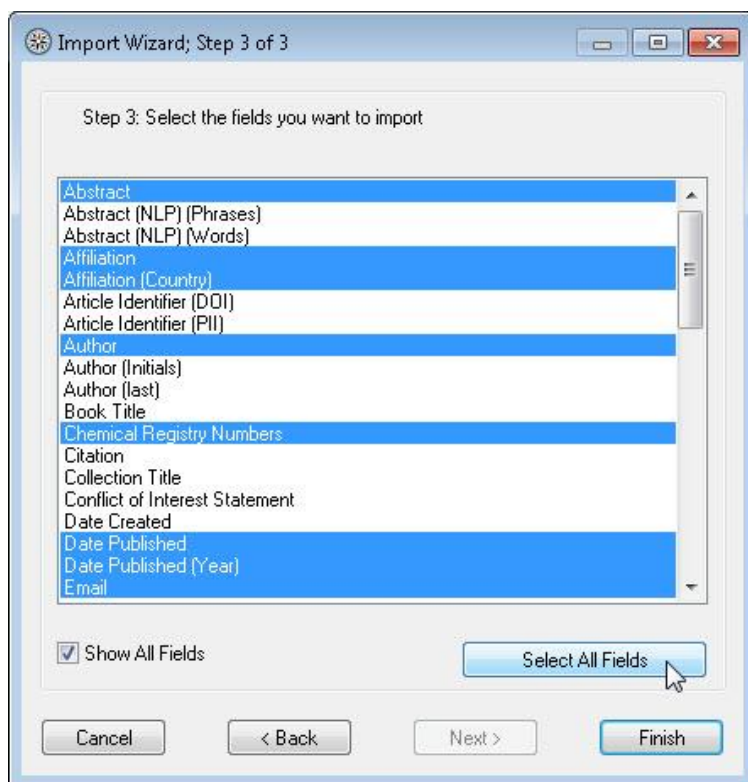 Import Wizard; Step 3 of 3
Step 3: Select the fields you want to import
Abstract
Abstract (NLP) (Phrases)
Abstract (NLP) (Words)
Affiliation
Affiliation (Country)
Article Identifier (DOI)
Article Identifier (PII)
Author
Author (Initials)
Author (last)
Book Title
Chemical Registry Numbers
Citation
Collection Title
Conflict of Interest Statement
Date Created
Date Published
Date Published (Year)
Email
Show All Fields
Select All Fields
Cancel
< Back
Next >
Finish